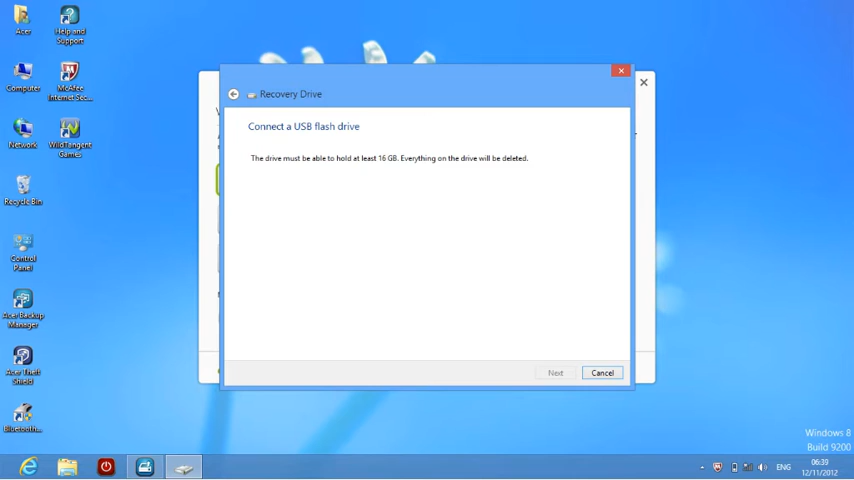 Acer
Help and
Support
Computer
McAfee
Internet Sec...
Network
WildTangent
Games
Recycle Bin
Control
Panel
Acer Backup
Manager
Acer Theft
Shield
Bluetooth...
Recovery Drive
Connect a USB flash drive
The drive must be able to hold at least 16 GB. Everything on the drive will be deleted.
Next
Cancel
Windows 8
Build 9200
ENG
06:39
12/11/2012